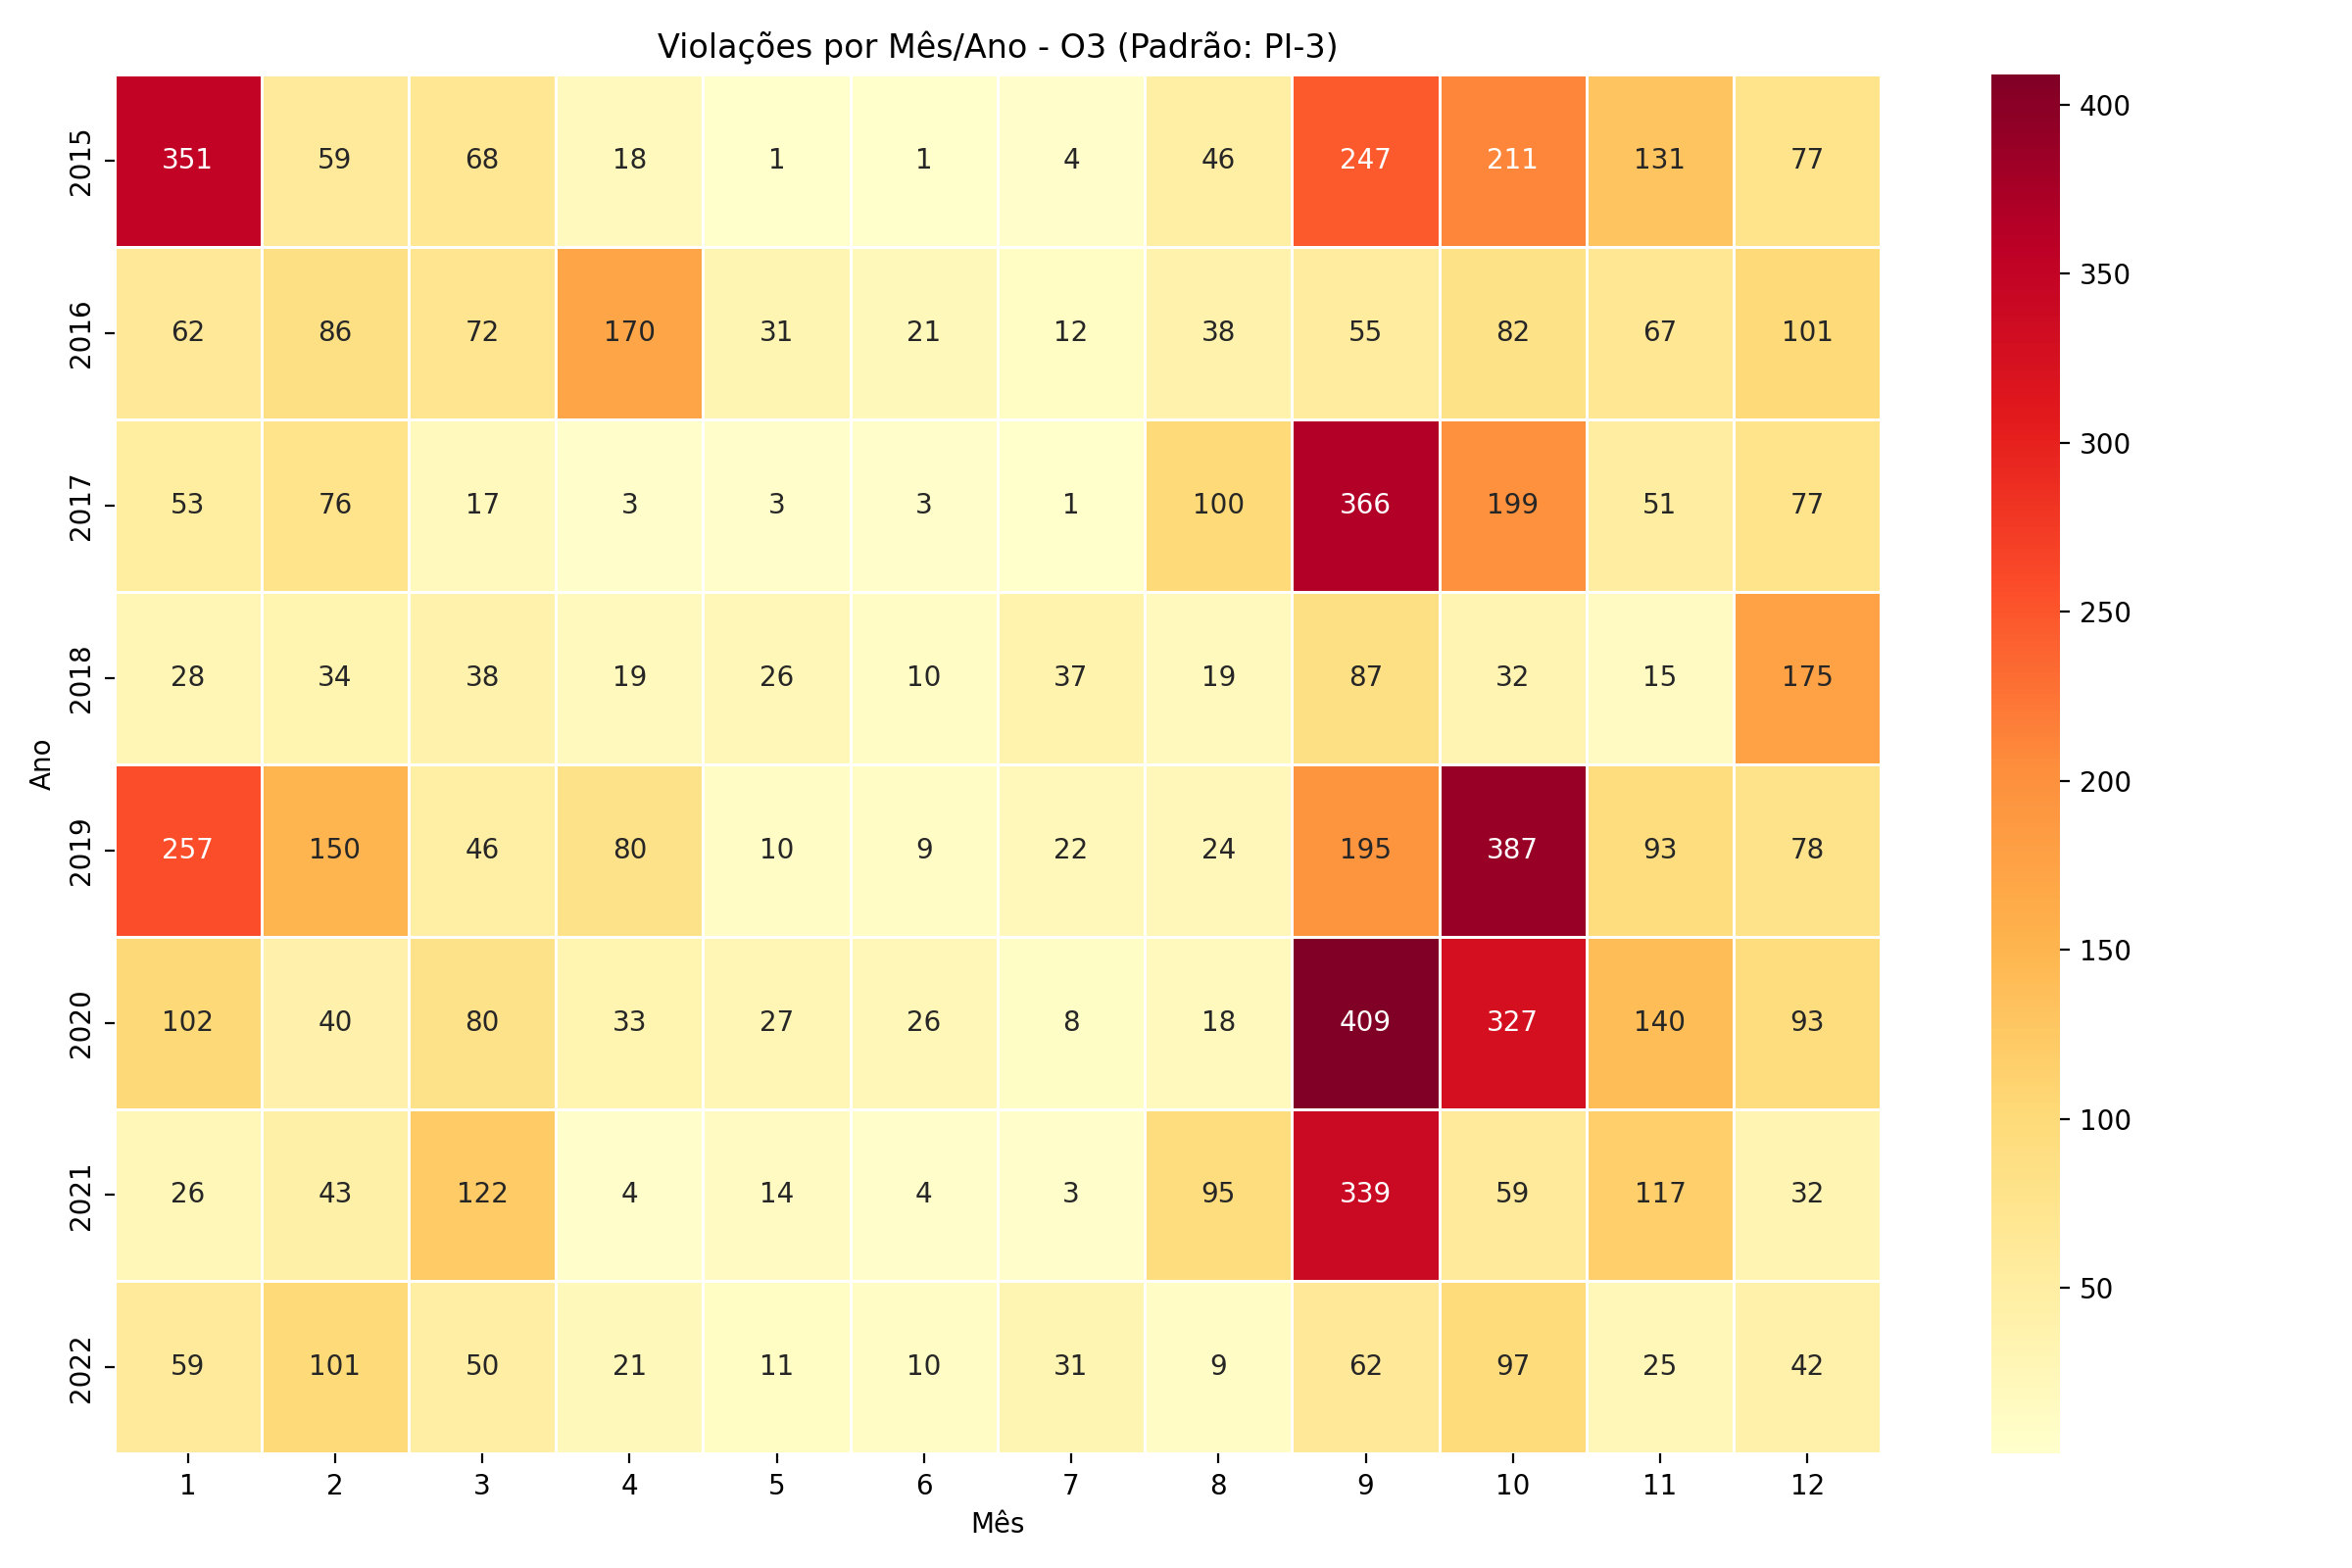 Violações por Mês/Ano - O3 (Padrão: PI-3)
2015 351 59 68 18 1 1 4 46 247 211 131 77
2016 62 86 72 170 31 21 12 38 55 82 67 101
2017 53 76 17 3 3 3 1 100 366 199 51 77
2018 28 34 38 19 26 10 37 19 87 32 15 175
2019 257 150 46 80 10 9 22 24 195 387 93 78
2020 102 40 80 33 27 26 8 18 409 327 140 93
2021 26 43 122 4 14 4 3 95 339 59 117 32
2022 59 101 50 21 11 10 31 9 62 97 25 42
1 2 3 4 5 6 7 8 9 10 11 12
Mês
Ano
400
350
300
250
200
150
100
50